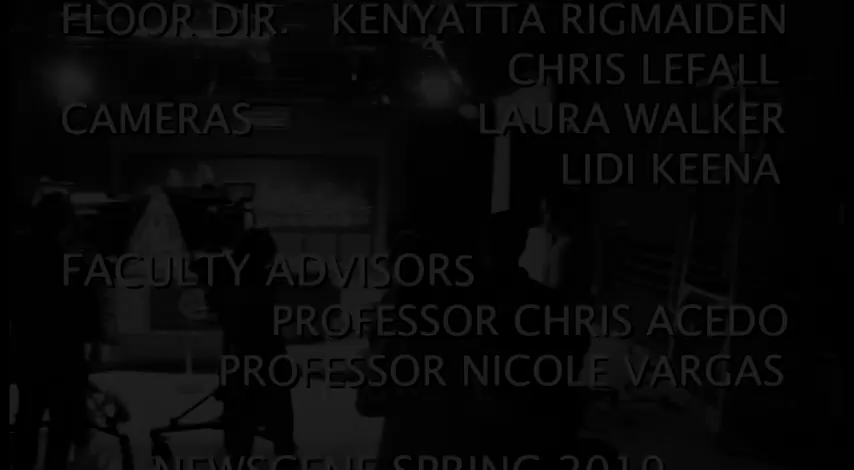 FLOOR DIR. KENYATTA RIGMAIDEN
CHRIS LEFALL
CAMERAS LAURA WALKER
LIDI KEENA
FACULTY ADVISORS
PROFESSOR CHRIS ACEDO
PROFESSOR NICOLE VARGAS
NEWSCENE SPRING 2019